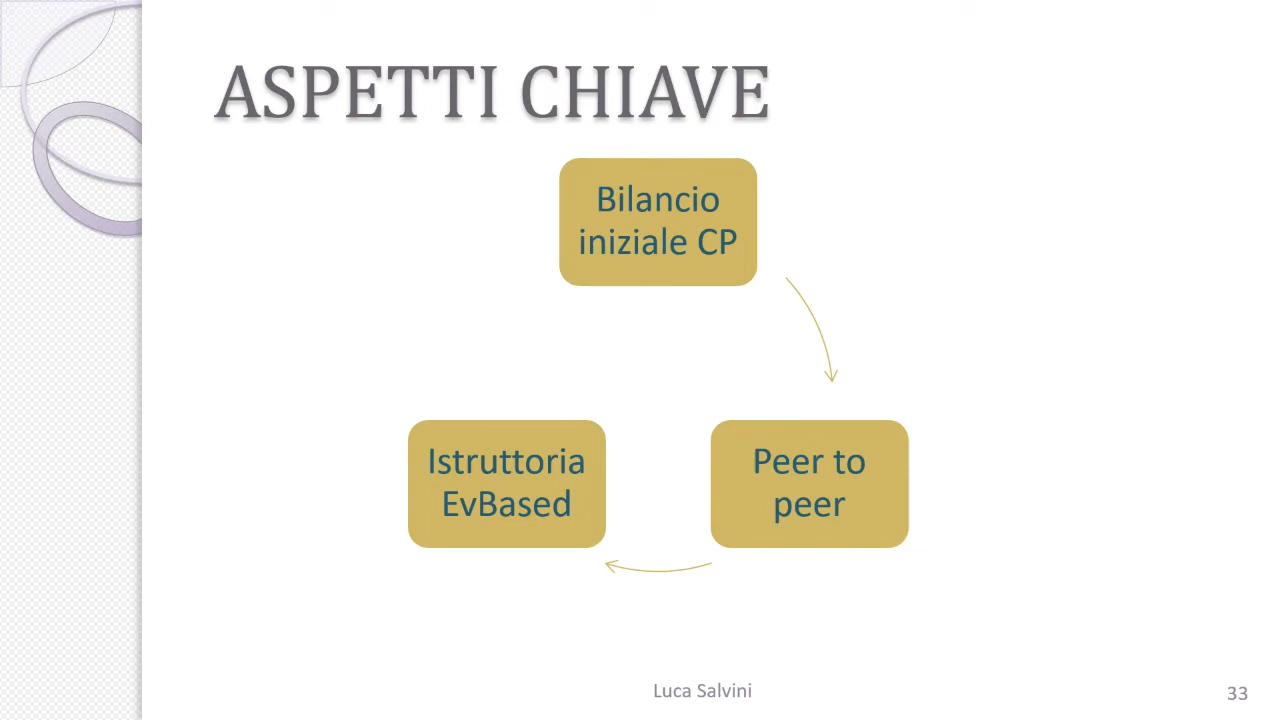 ASPETTI CHIAVE
Bilancio
iniziale CP
Istruttoria
EvBased
Peer to
peer
Luca Salvini
33